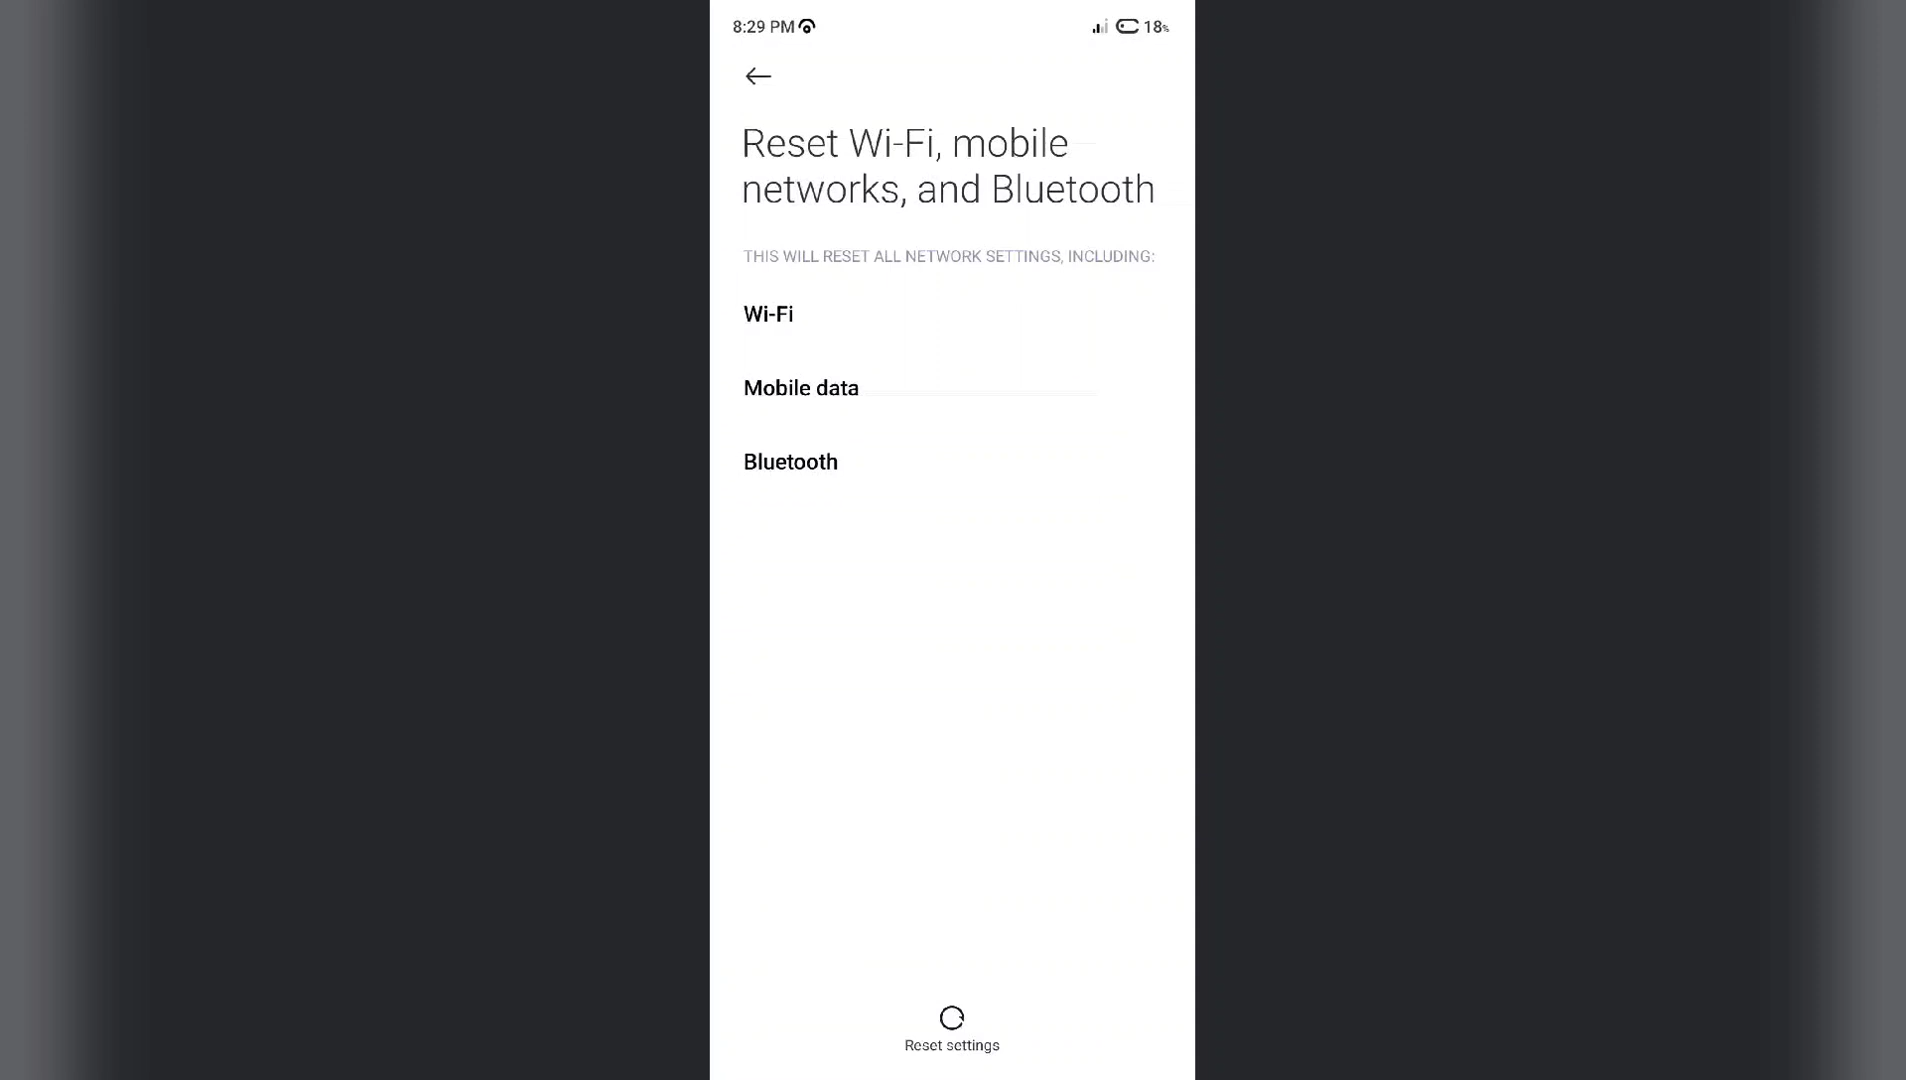 8:29 PM 18%
Reset Wi-Fi, mobile
networks, and Bluetooth
THIS WILL RESET ALL NETWORK SETTINGS, INCLUDING:
Wi-Fi
Mobile data
Bluetooth
Reset settings